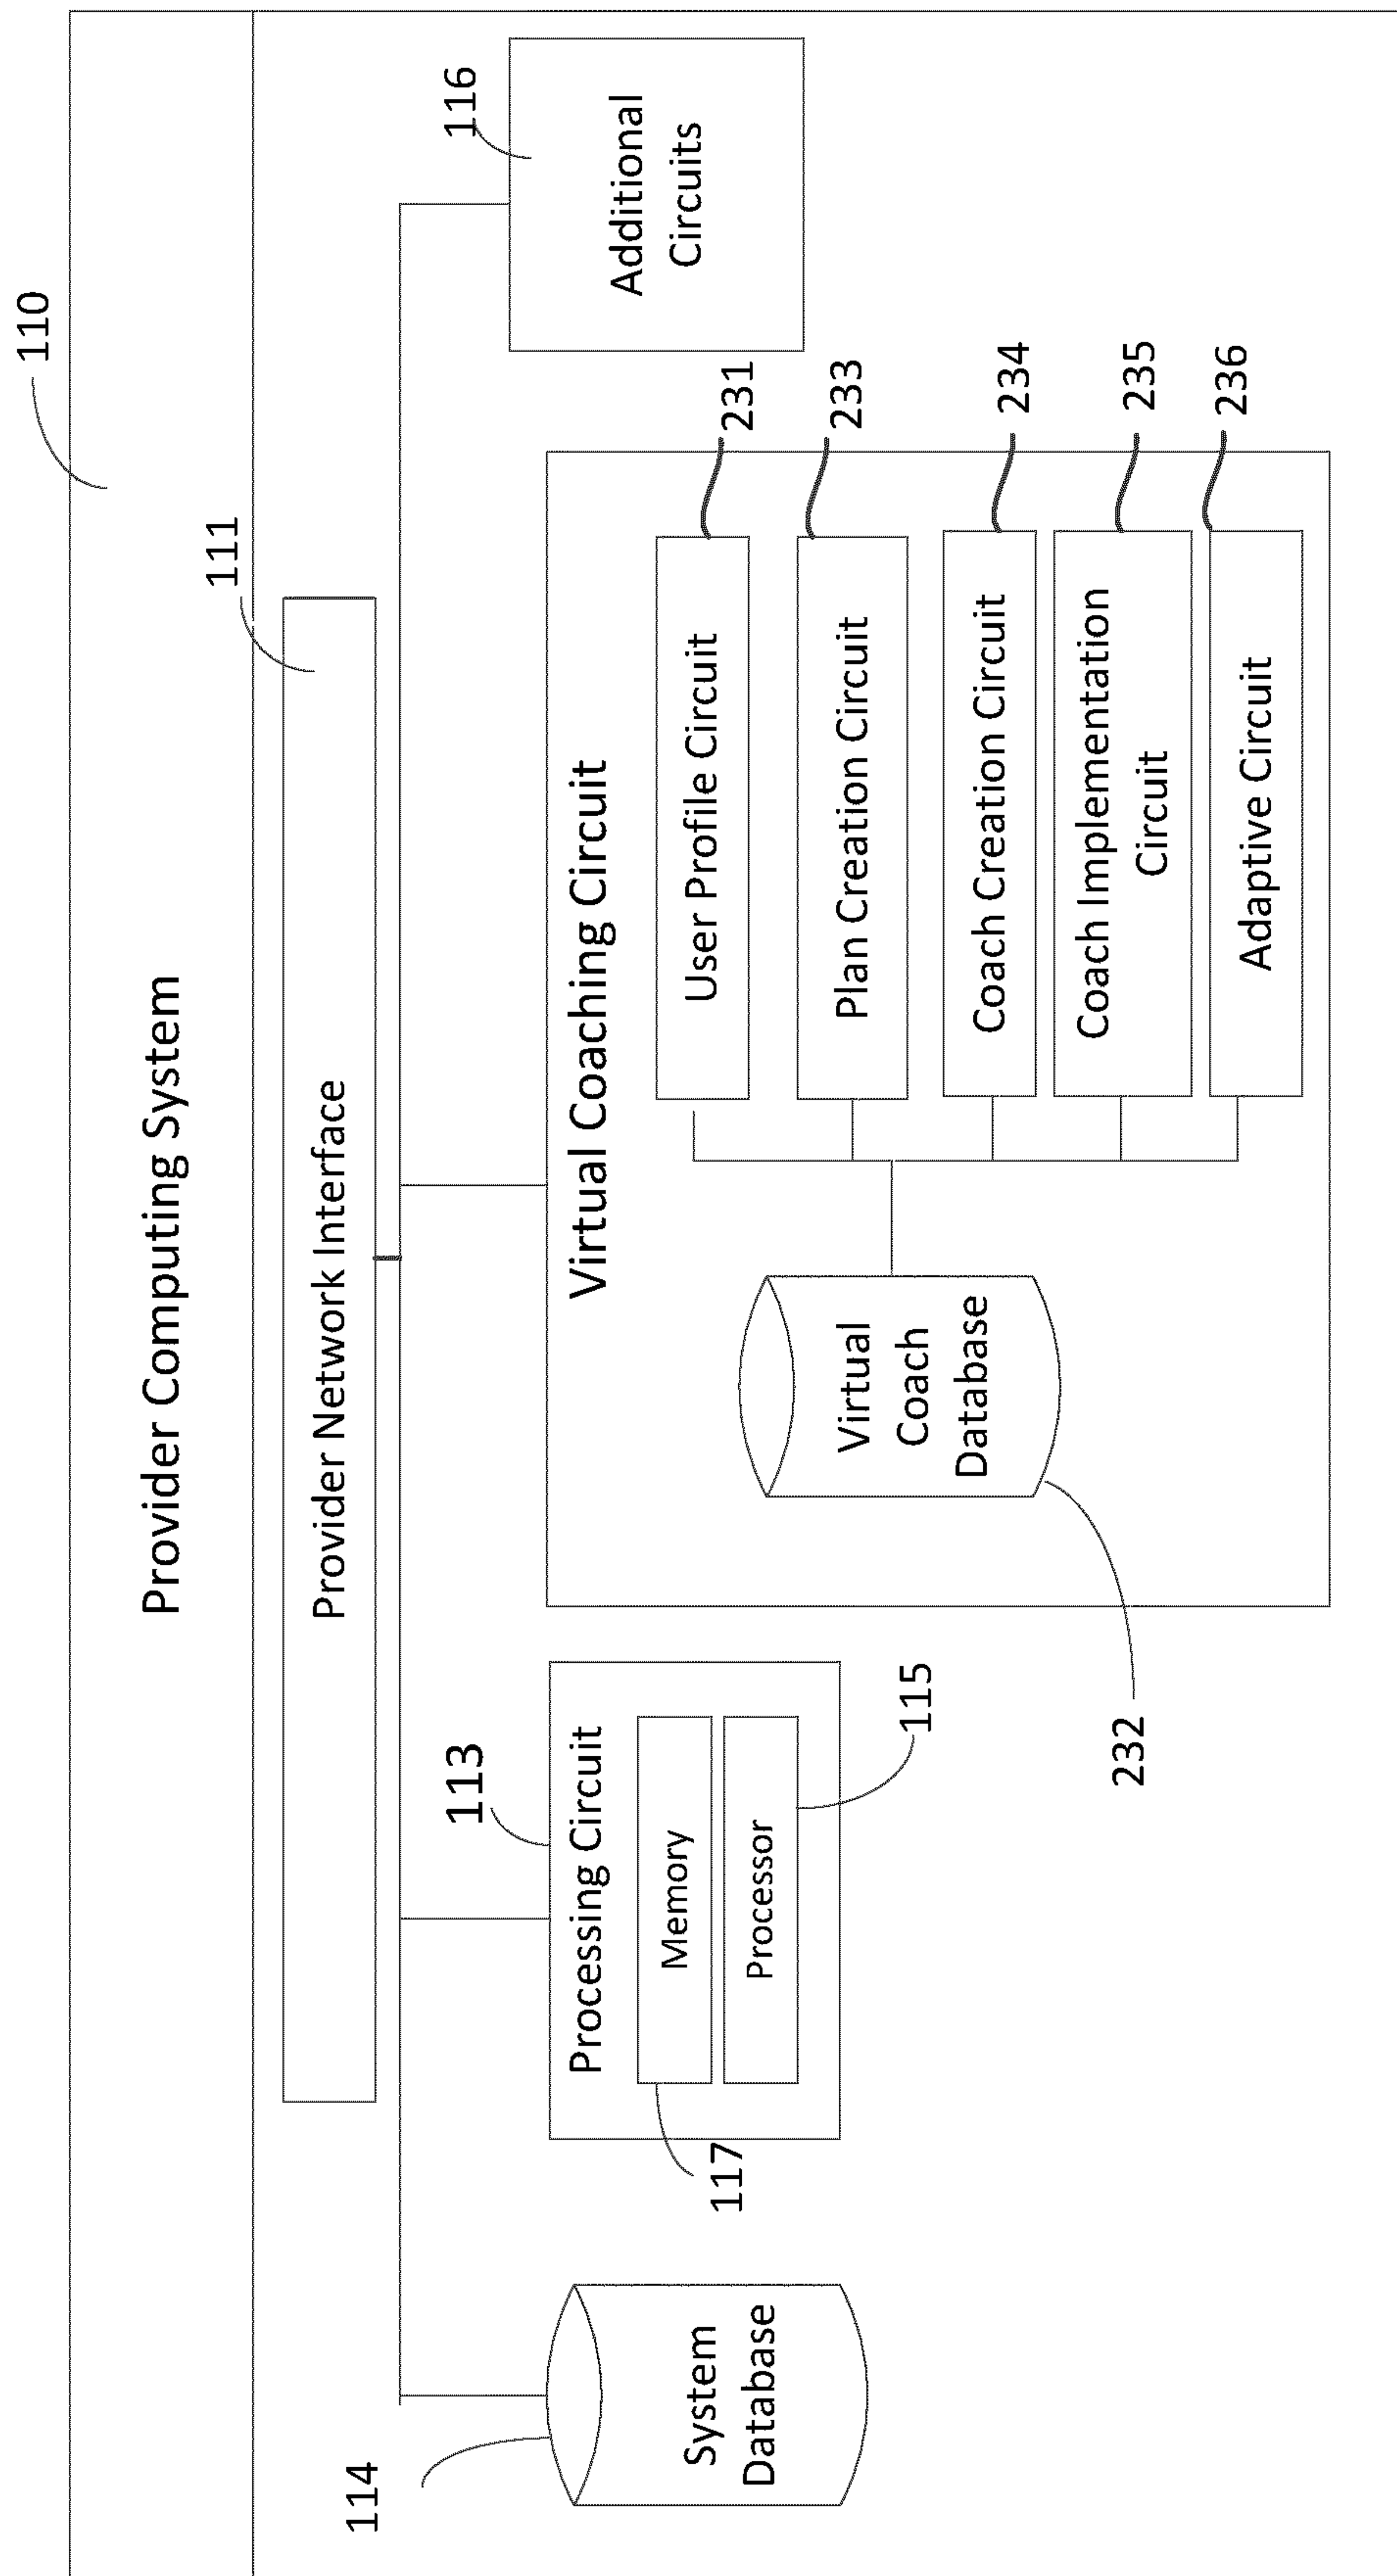 110
Provider Computing System
111
Provider Network Interface
114
System
Database
113
Processing Circuit
Memory
Processor
117
115
Virtual Coaching Circuit
Virtual
Coach
Database
232
User Profile Circuit
231
Plan Creation Circuit
233
Coach Creation Circuit
234
Coach Implementation
Circuit
235
Adaptive Circuit
236
116
Additional
Circuits